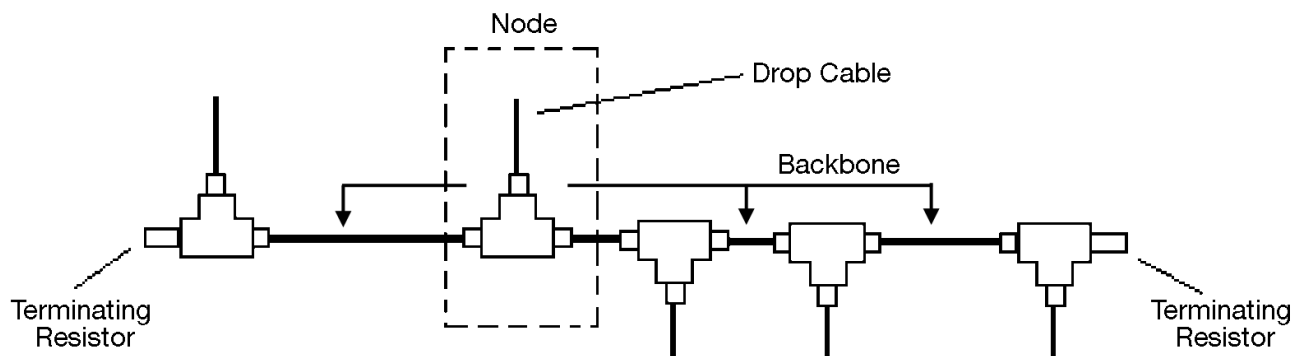 Node
Drop Cable
Backbone
Terminating
Resistor
Terminating
Resistor